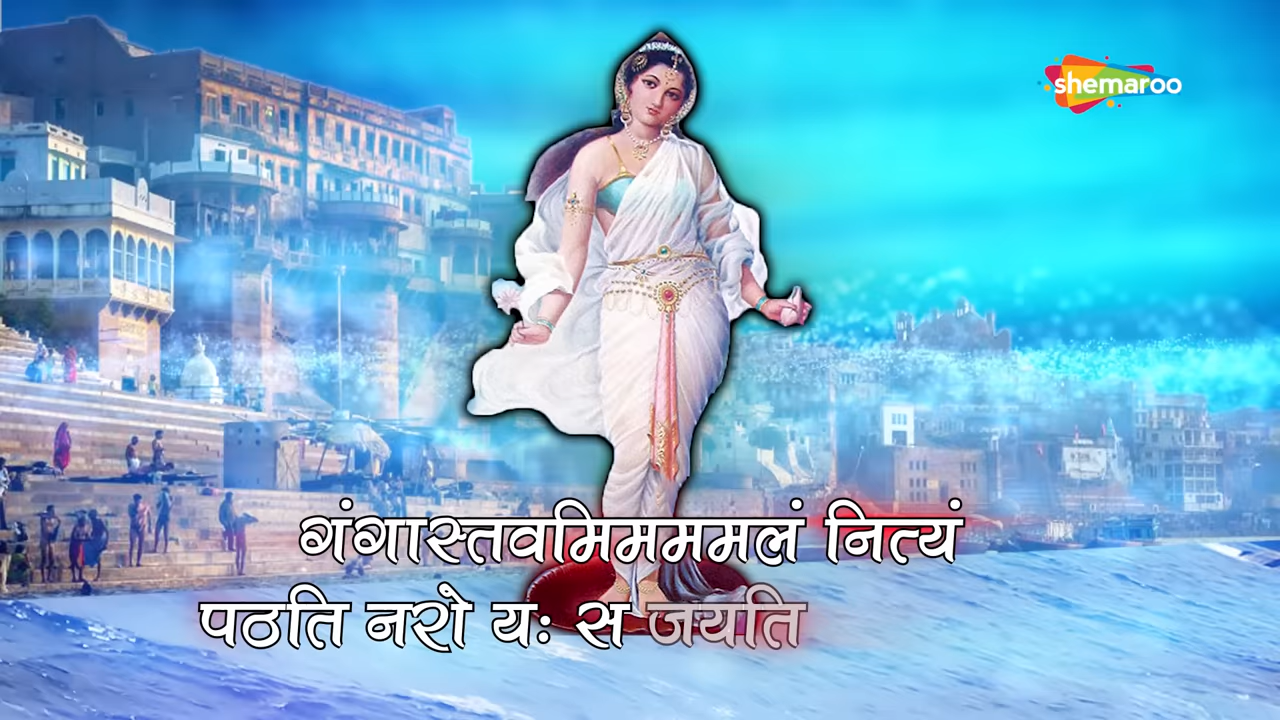 shemaroo
गंगास्तवमिमममलं नित्यं
पठति नरो यः स जयति